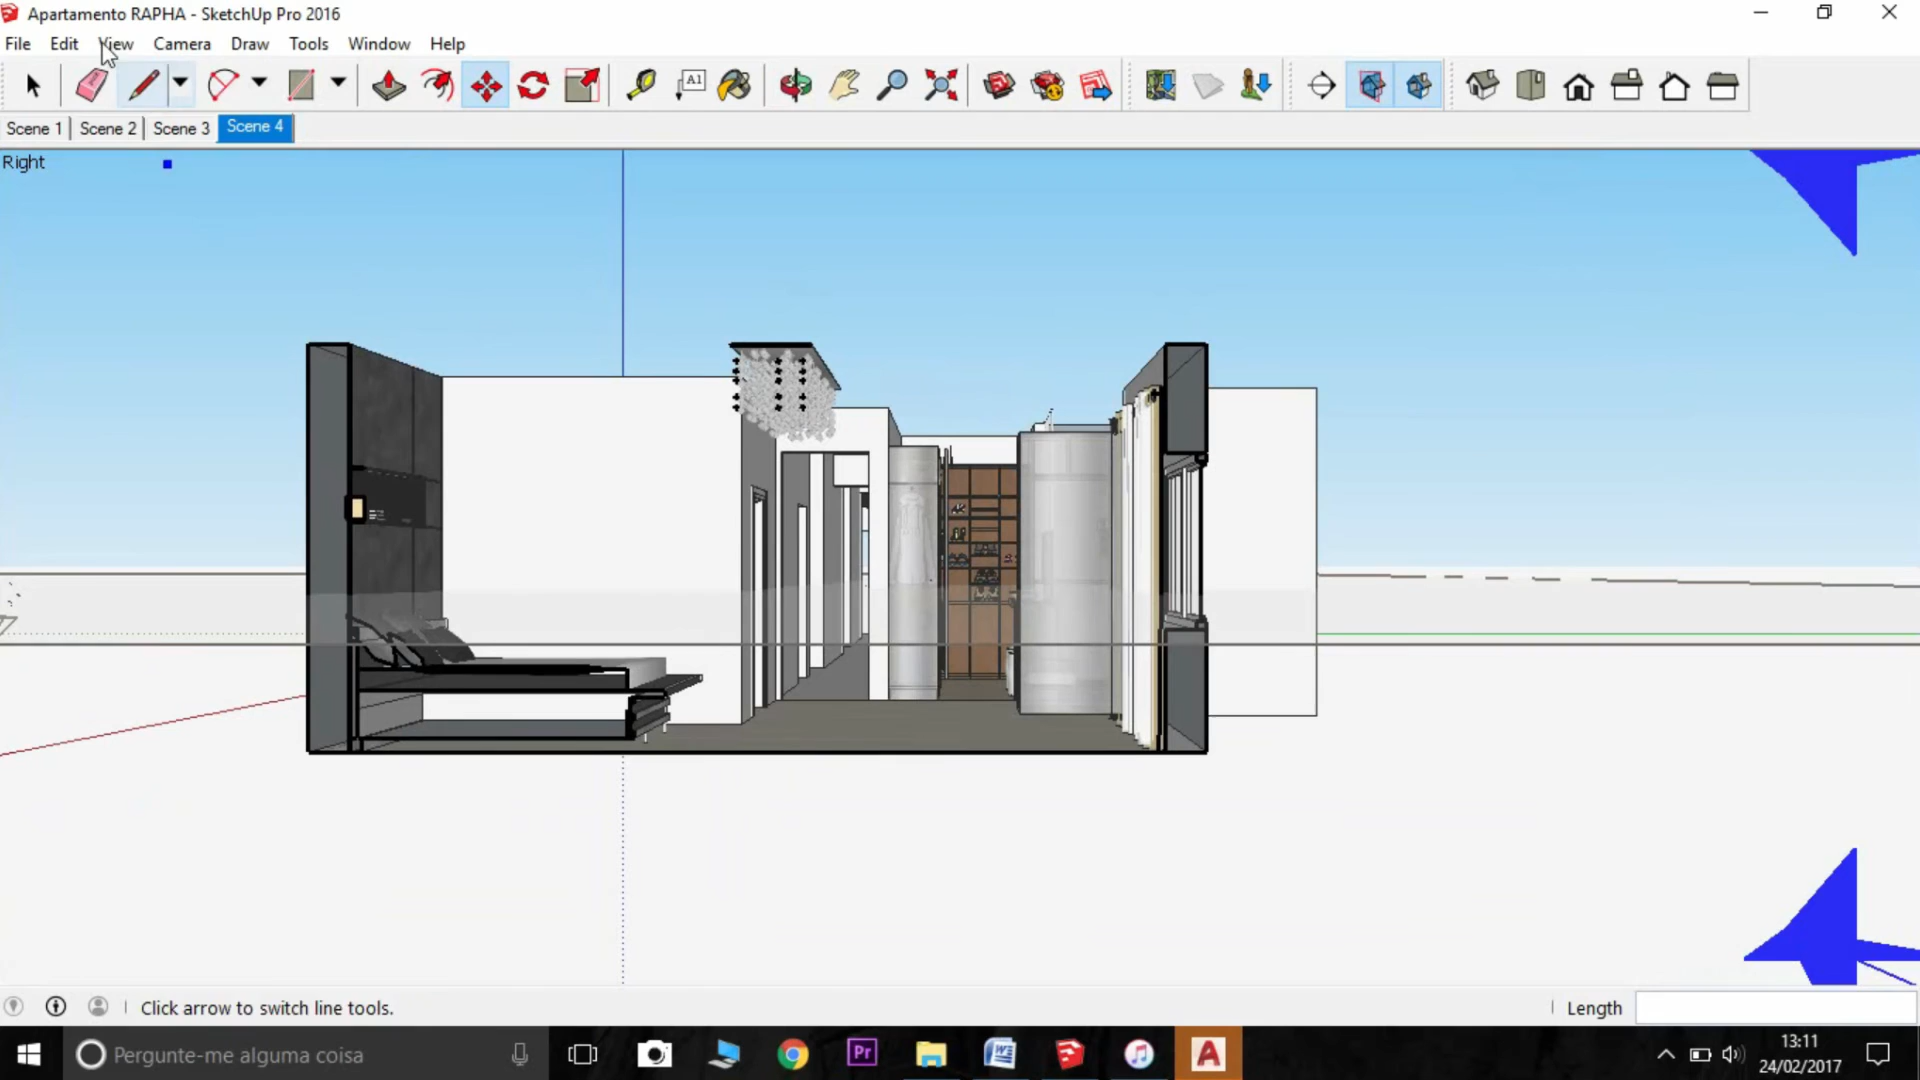 Apartamento RAPHA - SketchUp Pro 2016
File Edit View Camera Draw Tools Window Help
A1
Scene 1 Scene 2 Scene 3 Scene 4
Right
Click arrow to switch line tools.
Length
Pergunte-me alguma coisa
Pr
W
A
13:11
24/02/2017